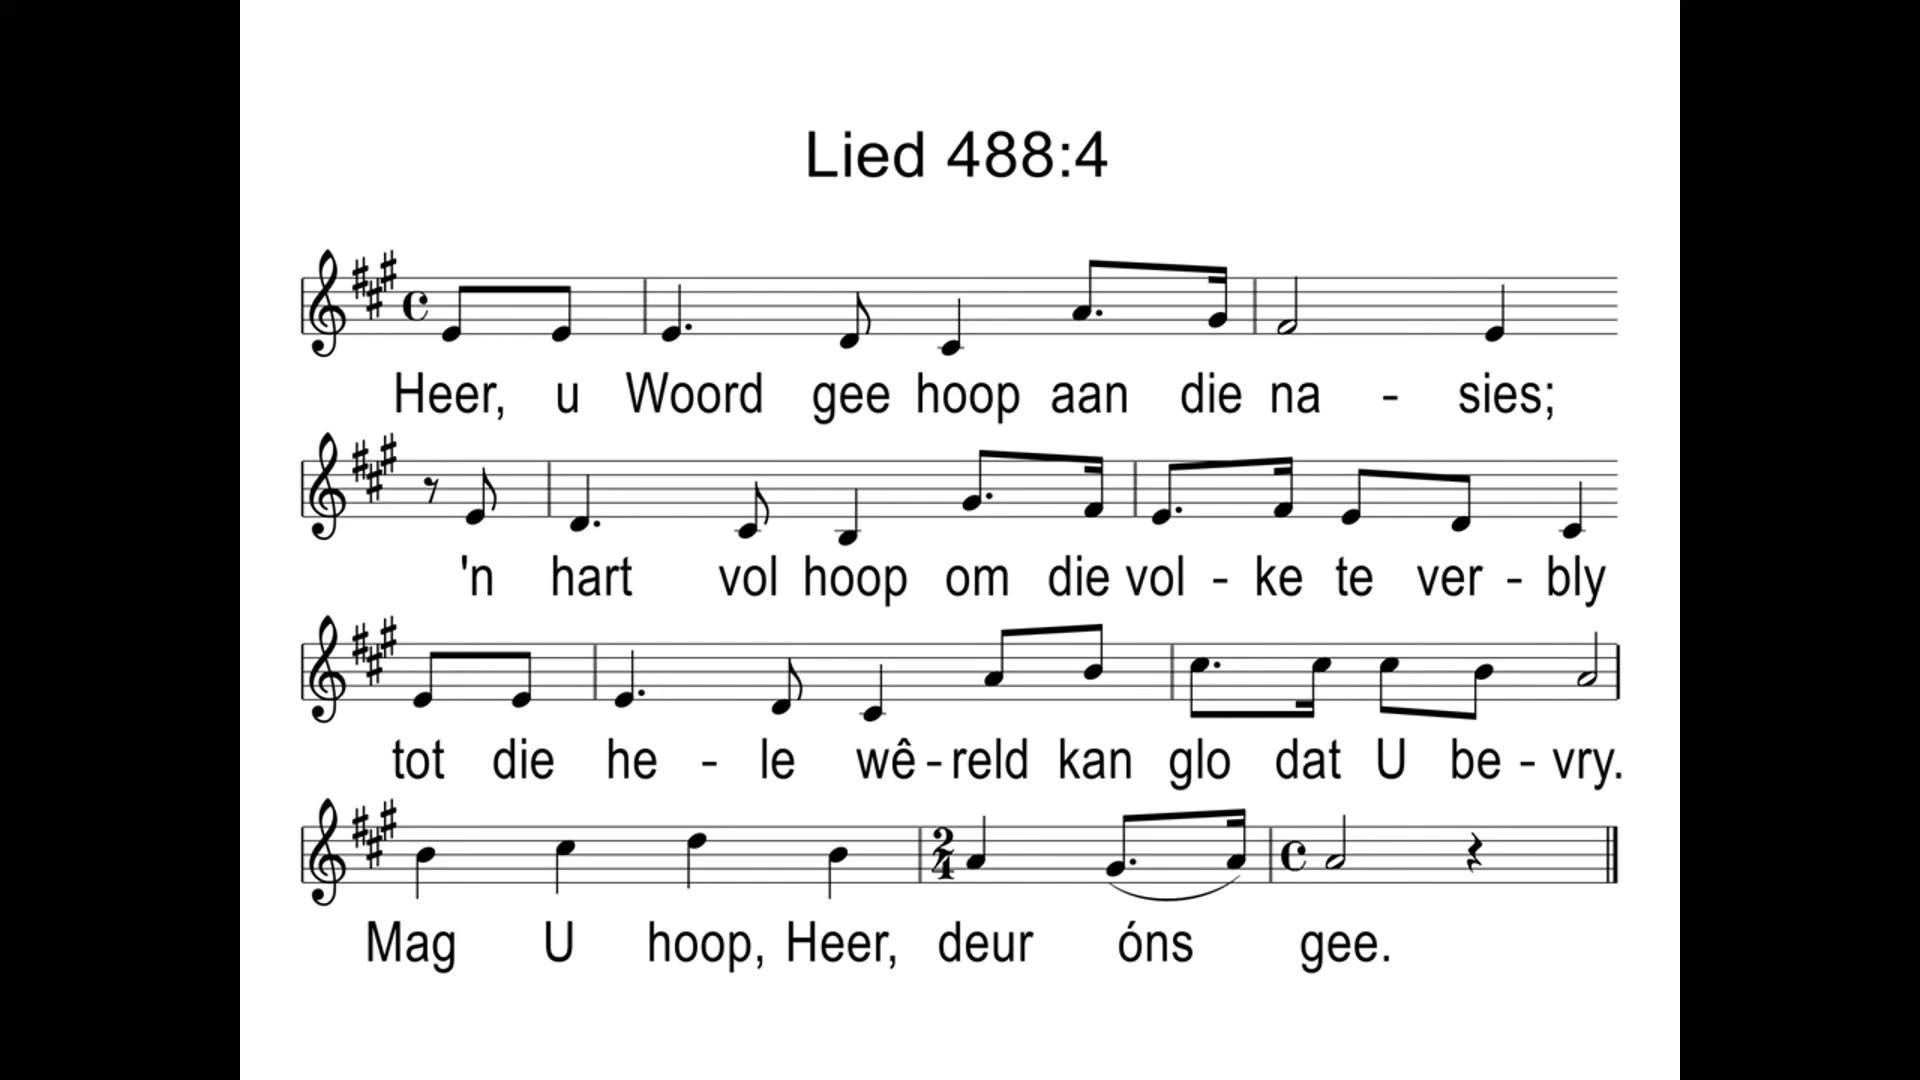 Lied 488:4
Heer, u Woord gee hoop aan die na - sies;
'n hart vol hoop om die vol - ke te ver - bly
tot die he - le wê - reld kan glo dat U be - vry.
2
4
Mag U hoop, Heer, deur óns gee.